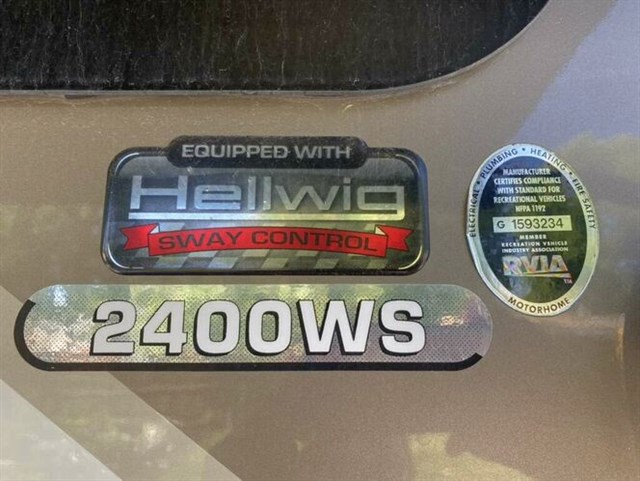 EQUIPPED WITH
Hellwig
SWAY CONTROL
2400WS
ELECTRICAL • PLUMBING • HEATING • FIRE SAFETY
MANUFACTURER
CERTIFIES COMPLIANCE
WITH STANDARD FOR
RECREATIONAL VEHICLES
NFPA 1192
G 1593234
MEMBER
RECREATION VEHICLE
INDUSTRY ASSOCIATION
RVIA
TM
MOTORHOME